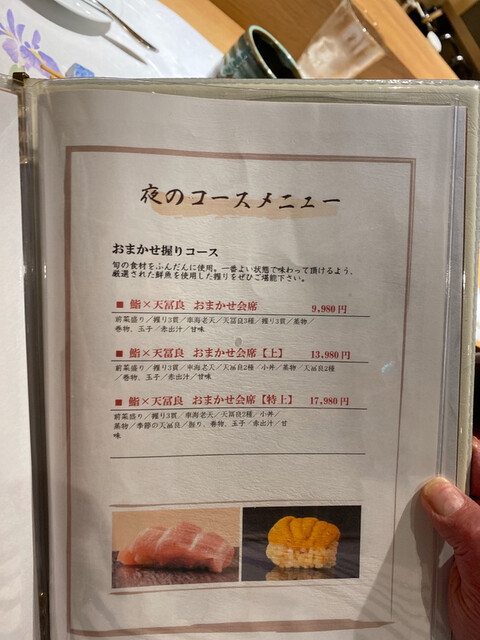 夜のコースメニュー
おまかせ握りコース
旬の食材をふんだんに使用。一番よい状態で味わって頂けるよう、
厳選された鮮魚を使用した握りをぜひご堪能下さい。
■ 鮨×天冨良 おまかせ会席 9,980円
前菜盛り／握り3貫／車海老天／天冨良3種／握り3貫／蒸物／
巻物、玉子／赤出汁／甘味
■ 鮨×天冨良 おまかせ会席【上】 13,980円
前菜盛り／握り3貫／車海老天／天冨良2種／小丼／蒸物／天冨良2種
／巻物、玉子／赤出汁／甘味
■ 鮨×天冨良 おまかせ会席【特上】 17,980円
前菜盛り／握り3貫／車海老天／天冨良2種／小丼／
蒸物／季節の天冨良／握り、巻物、玉子／赤出汁／甘
味